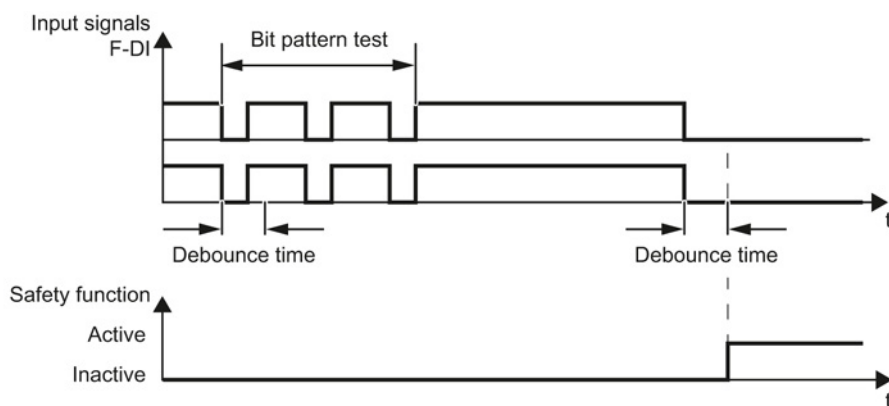 Input signals
F-DI
Bit pattern test
t
Debounce time
Debounce time
Safety function
Active
Inactive
t